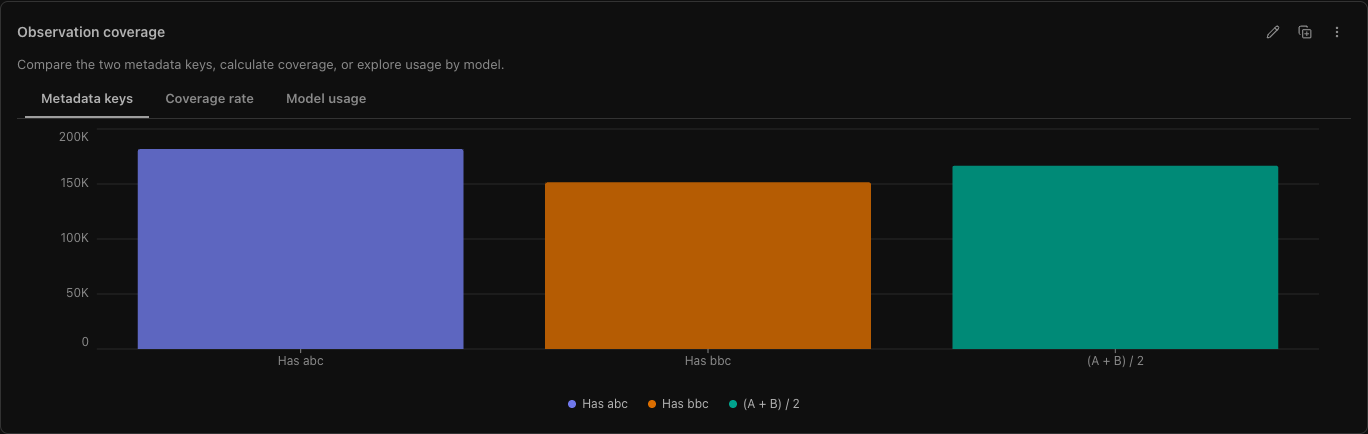 Observation coverage
Compare the two metadata keys, calculate coverage, or explore usage by model.
Metadata keys Coverage rate Model usage
200K
150K
100K
50K
0
Has abc Has bbc (A + B) / 2
Has abc Has bbc (A + B) / 2